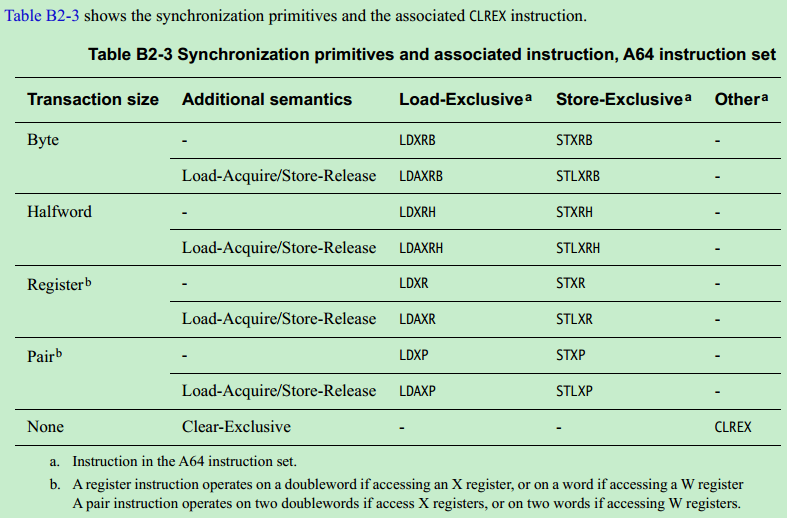 Table B2-3 shows the synchronization primitives and the associated CLREX instruction.
Table B2-3 Synchronization primitives and associated instruction, A64 instruction set
Transaction size Additional semantics Load-Exclusive a Store-Exclusive a Other a
Byte - LDXRB STXRB -
Load-Acquire/Store-Release LDAXRB STLXRB -
Halfword - LDXRH STXRH -
Load-Acquire/Store-Release LDAXRH STLXRH -
Register b - LDXR STXR -
Load-Acquire/Store-Release LDAXR STLXR -
Pair b - LDXP STXP -
Load-Acquire/Store-Release LDAXP STLXP -
None Clear-Exclusive - - CLREX
a. Instruction in the A64 instruction set.
b. A register instruction operates on a doubleword if accessing an X register, or on a word if accessing a W register
A pair instruction operates on two doublewords if access X registers, or on two words if accessing W registers.